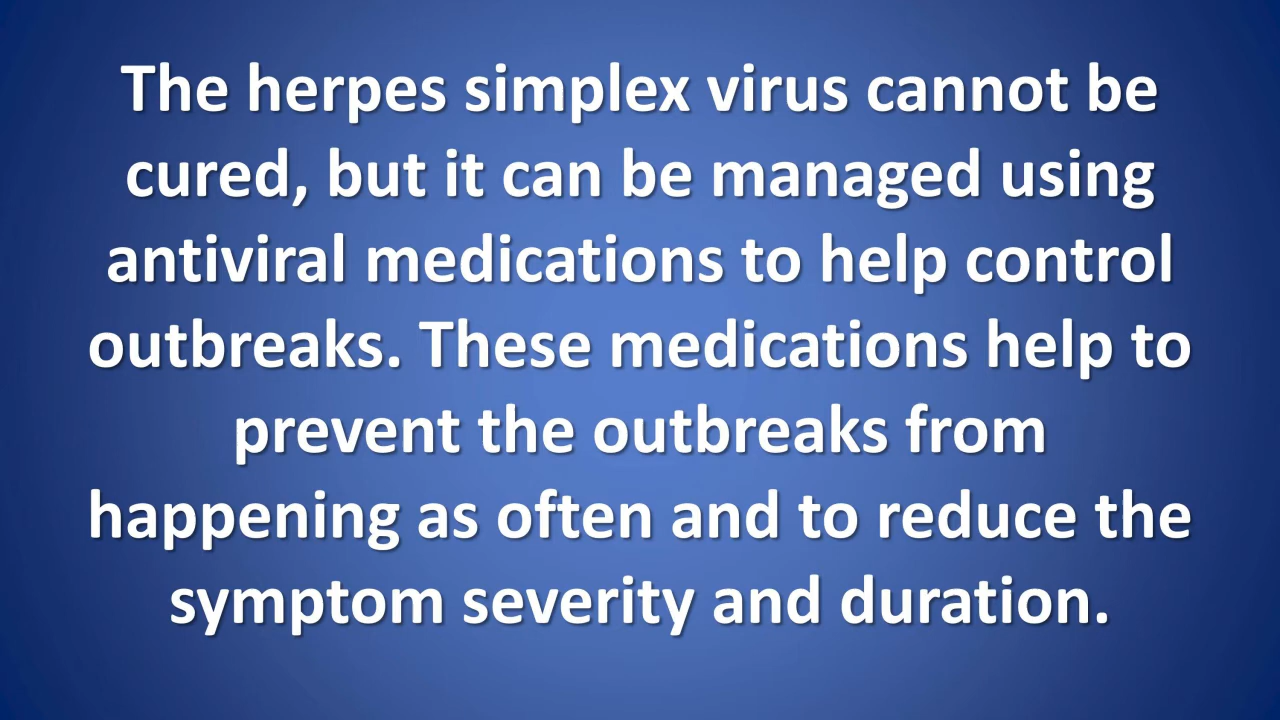 The herpes simplex virus cannot be
cured, but it can be managed using
antiviral medications to help control
outbreaks. These medications help to
prevent the outbreaks from
happening as often and to reduce the
symptom severity and duration.